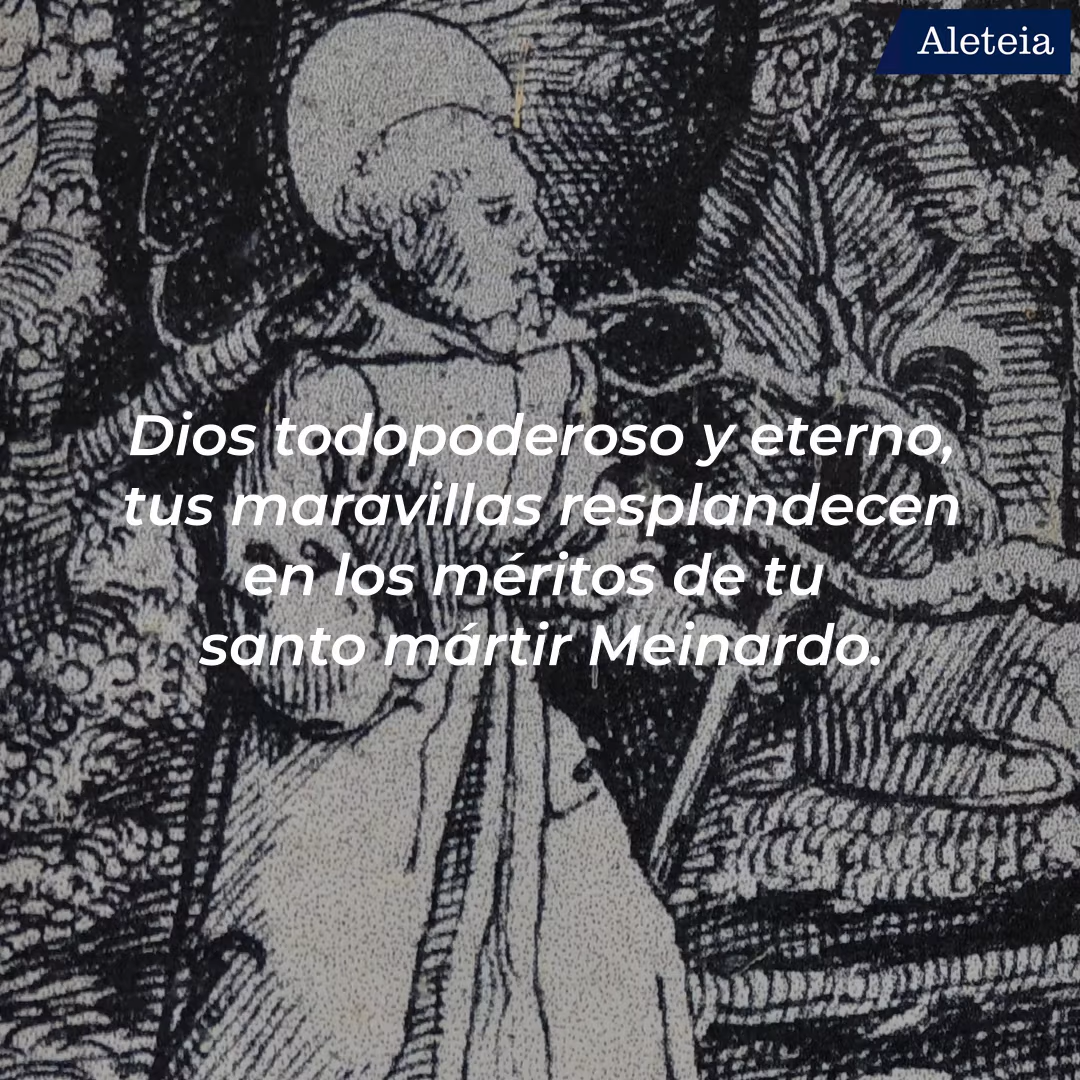 Aleteia
Dios todopoderoso y eterno,
tus maravillas resplandecen
en los méritos de tu
santo mártir Meinardo.